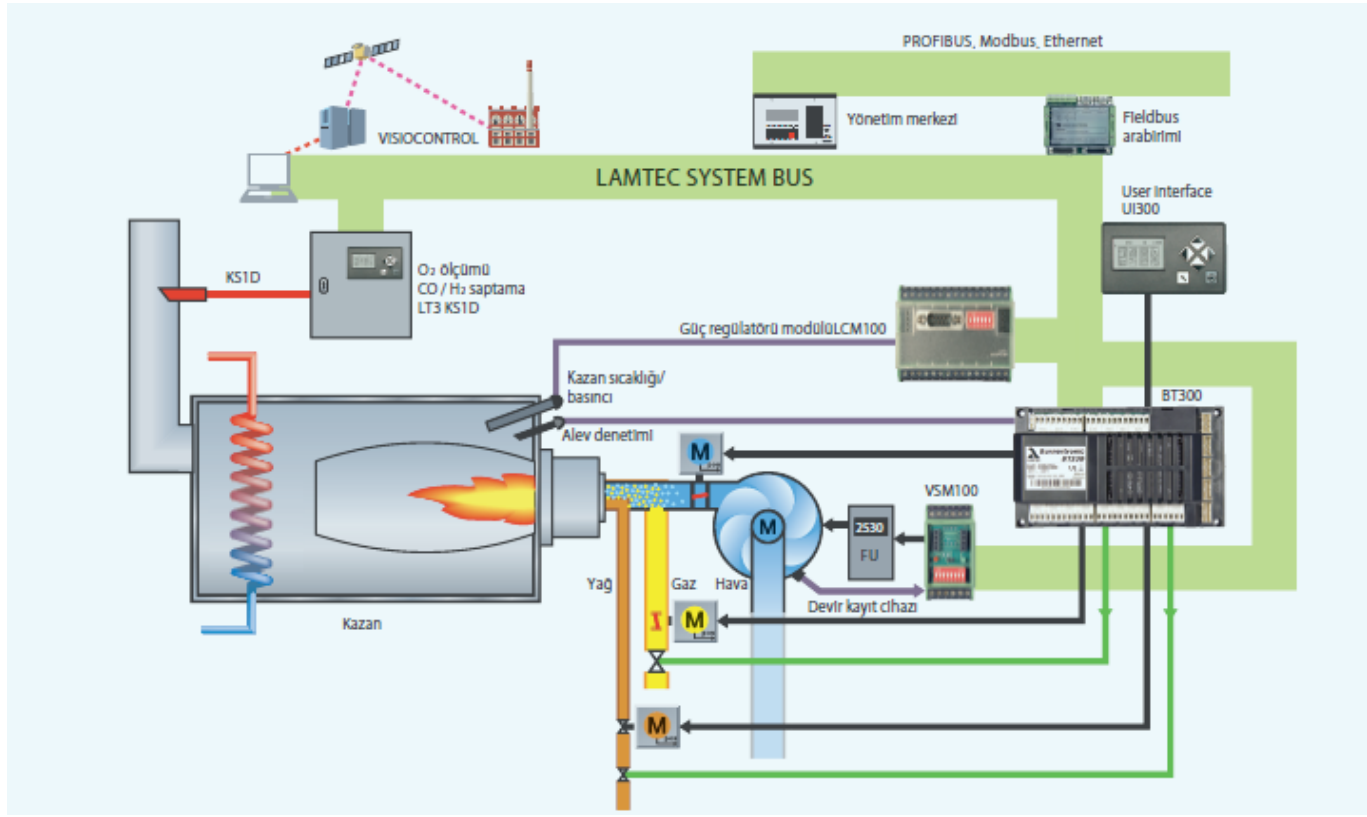 PROFIBUS, Modbus, Ethernet
VISIOCONTROL
Yönetim merkezi
Fieldbus
arabirimi
LAMTEC SYSTEM BUS
User Interface
UI300
KS1D
O₂ ölçümü
CO / H₂ saptama
LT3 KS1D
Güç regülatörü modülüLCM100
Kazan sıcaklığı/
basıncı
Alev denetimi
BT300
M
VSM100
M
2530
FU
Yağ
Gaz
Hava
Devir kayıt cihazı
M
Kazan
M